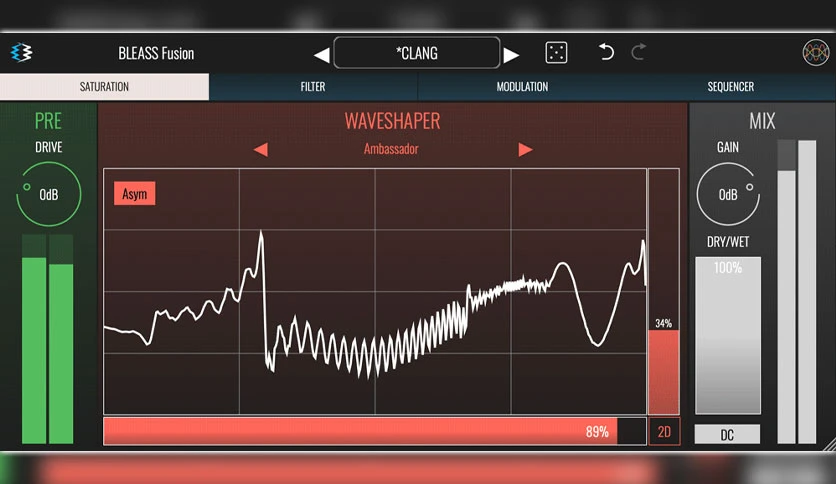 BLEASS Fusion
*CLANG
SATURATION
FILTER
MODULATION
SEQUENCER
PRE
DRIVE
0dB
WAVESHAPER
Ambassador
Asym
34%
89%
2D
MIX
GAIN
0dB
DRY/WET
100%
DC